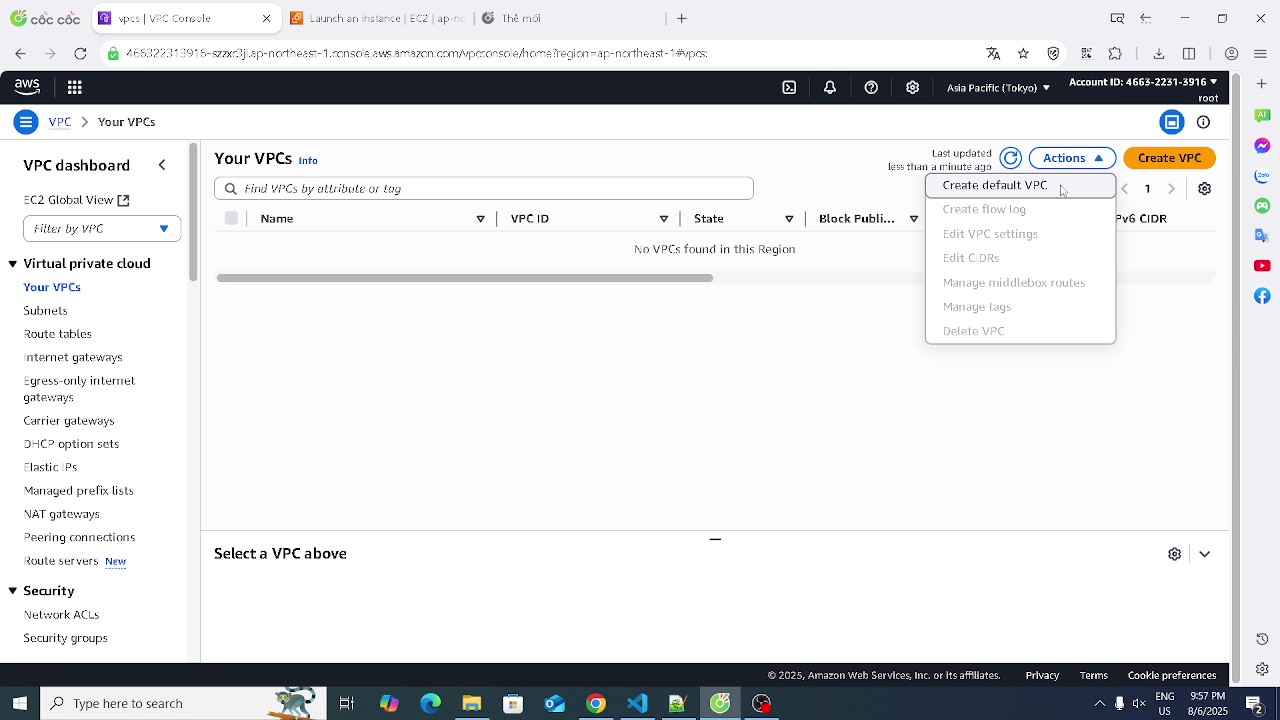 cốc cốc
vpcs | VPC Console
Launch an instance | EC2 | ap-no
Thẻ mới
466322313916-szzxd3jj.ap-northeast-1.console.aws.amazon.com/vpcconsole/home?region=ap-northeast-1#vpcs:
aws
Asia Pacific (Tokyo)
Account ID: 4663-2231-3916
root
VPC
Your VPCs
VPC dashboard
EC2 Global View
Filter by VPC
Virtual private cloud
Your VPCs
Subnets
Route tables
Internet gateways
Egress-only internet
gateways
Carrier gateways
DHCP option sets
Elastic IPs
Managed prefix lists
NAT gateways
Peering connections
Route servers New
Security
Network ACLs
Security groups
Your VPCs Info
Last updated
less than a minute ago
Actions
Create VPC
Find VPCs by attribute or tag
1
Name
VPC ID
State
Block Publi...
Pv6 CIDR
No VPCs found in this Region
Create default VPC
Create flow log
Edit VPC settings
Edit CIDRs
Manage middlebox routes
Manage tags
Delete VPC
Select a VPC above
© 2025, Amazon Web Services, Inc. or its affiliates.
Privacy
Terms
Cookie preferences
AI
Zalo
Type here to search
ENG
US
9:57 PM
8/6/2025
2